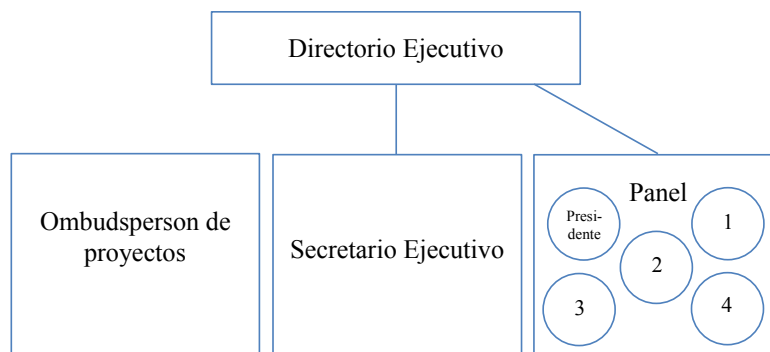 Directorio Ejecutivo
Ombudsperson de
proyectos
Secretario Ejecutivo
Panel
Presi-
dente
1
2
3
4